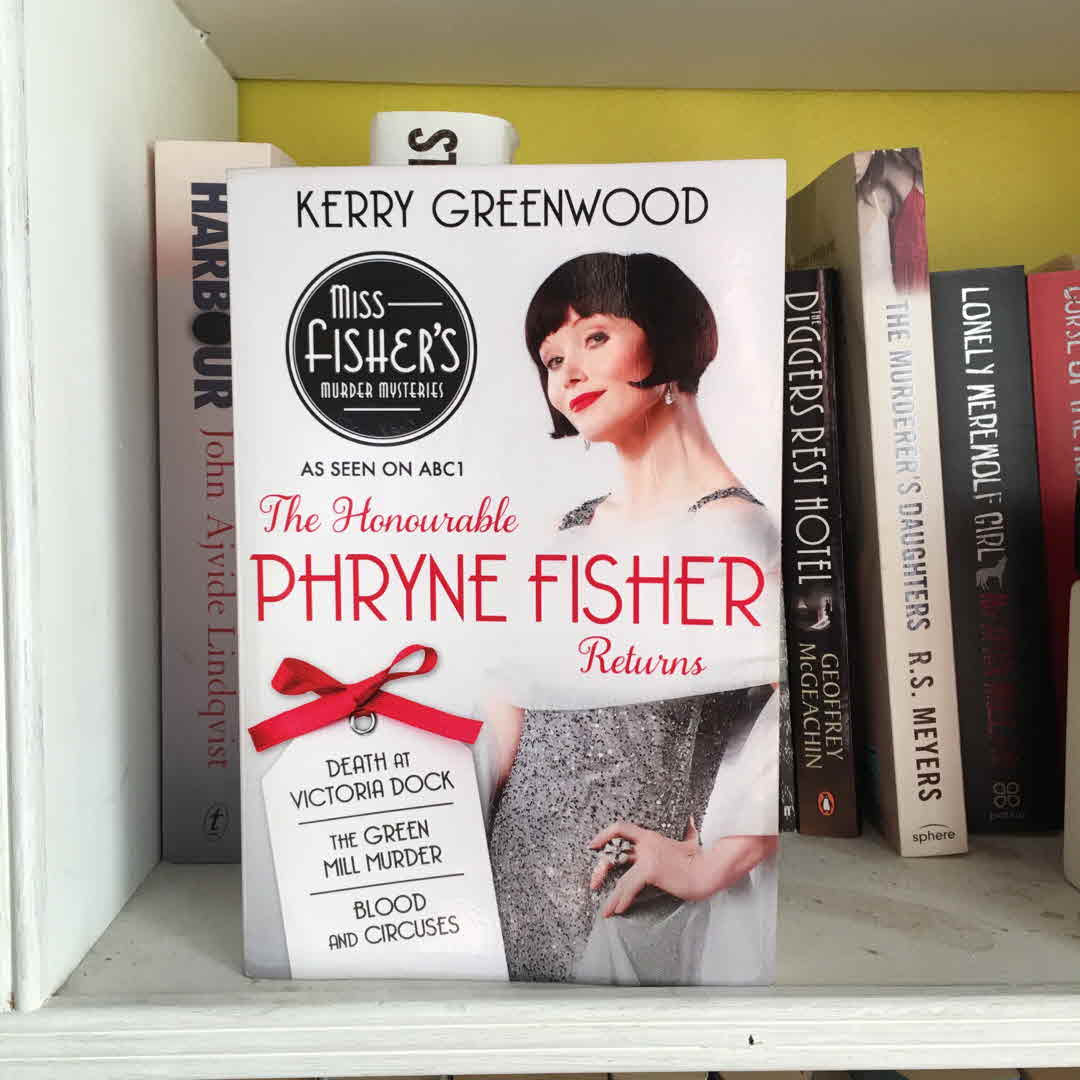 HARBOUR John Ajvide Lindqvist
t
ST
KERRY GREENWOOD
MISS
FISHER'S
MURDER MYSTERIES
AS SEEN ON ABC1
The Honourable
PHRYNE FISHER
Returns
DEATH AT
VICTORIA DOCK
THE GREEN
MILL MURDER
BLOOD
AND CIRCUSES
THE
DIGGERS REST HOTEL
GEOFFREY
McGEACHIN
THE MURDERER'S DAUGHTERS R.S. MEYERS
sphere
LONELY WEREWOLF GIRL